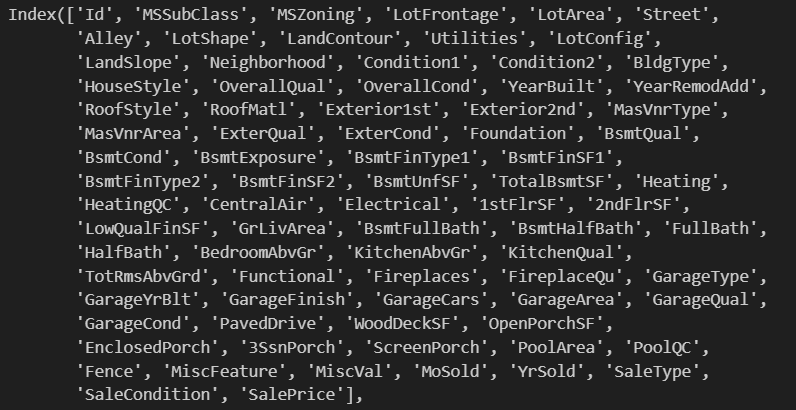 Index(['Id', 'MSSubClass', 'MSZoning', 'LotFrontage', 'LotArea', 'Street',
'Alley', 'LotShape', 'LandContour', 'Utilities', 'LotConfig',
'LandSlope', 'Neighborhood', 'Condition1', 'Condition2', 'BldgType',
'HouseStyle', 'OverallQual', 'OverallCond', 'YearBuilt', 'YearRemodAdd',
'RoofStyle', 'RoofMatl', 'Exterior1st', 'Exterior2nd', 'MasVnrType',
'MasVnrArea', 'ExterQual', 'ExterCond', 'Foundation', 'BsmtQual',
'BsmtCond', 'BsmtExposure', 'BsmtFinType1', 'BsmtFinSF1',
'BsmtFinType2', 'BsmtFinSF2', 'BsmtUnfSF', 'TotalBsmtSF', 'Heating',
'HeatingQC', 'CentralAir', 'Electrical', '1stFlrSF', '2ndFlrSF',
'LowQualFinSF', 'GrLivArea', 'BsmtFullBath', 'BsmtHalfBath', 'FullBath',
'HalfBath', 'BedroomAbvGr', 'KitchenAbvGr', 'KitchenQual',
'TotRmsAbvGrd', 'Functional', 'Fireplaces', 'FireplaceQu', 'GarageType',
'GarageYrBlt', 'GarageFinish', 'GarageCars', 'GarageArea', 'GarageQual',
'GarageCond', 'PavedDrive', 'WoodDeckSF', 'OpenPorchSF',
'EnclosedPorch', '3SsnPorch', 'ScreenPorch', 'PoolArea', 'PoolQC',
'Fence', 'MiscFeature', 'MiscVal', 'MoSold', 'YrSold', 'SaleType',
'SaleCondition', 'SalePrice'],